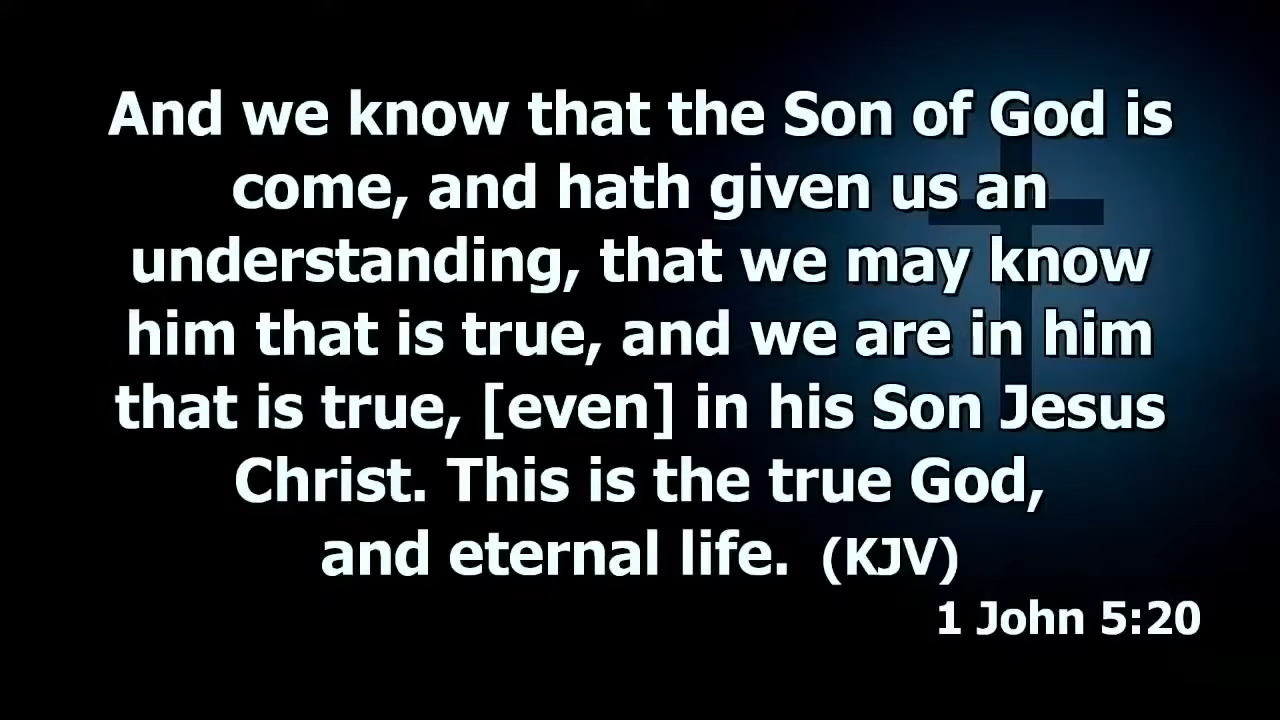 And we know that the Son of God is
come, and hath given us an
understanding, that we may know
him that is true, and we are in him
that is true, [even] in his Son Jesus
Christ. This is the true God,
and eternal life. (KJV)
1 John 5:20